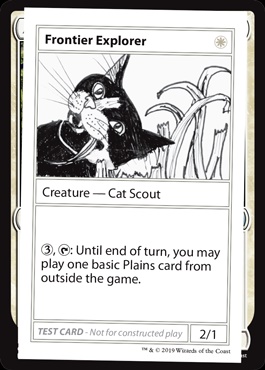 Frontier Explorer
Creature — Cat Scout
③, : Until end of turn, you may
play one basic Plains card from
outside the game.
TEST CARD - Not for constructed play
2/1
™ & © 2019 Wizards of the Coast